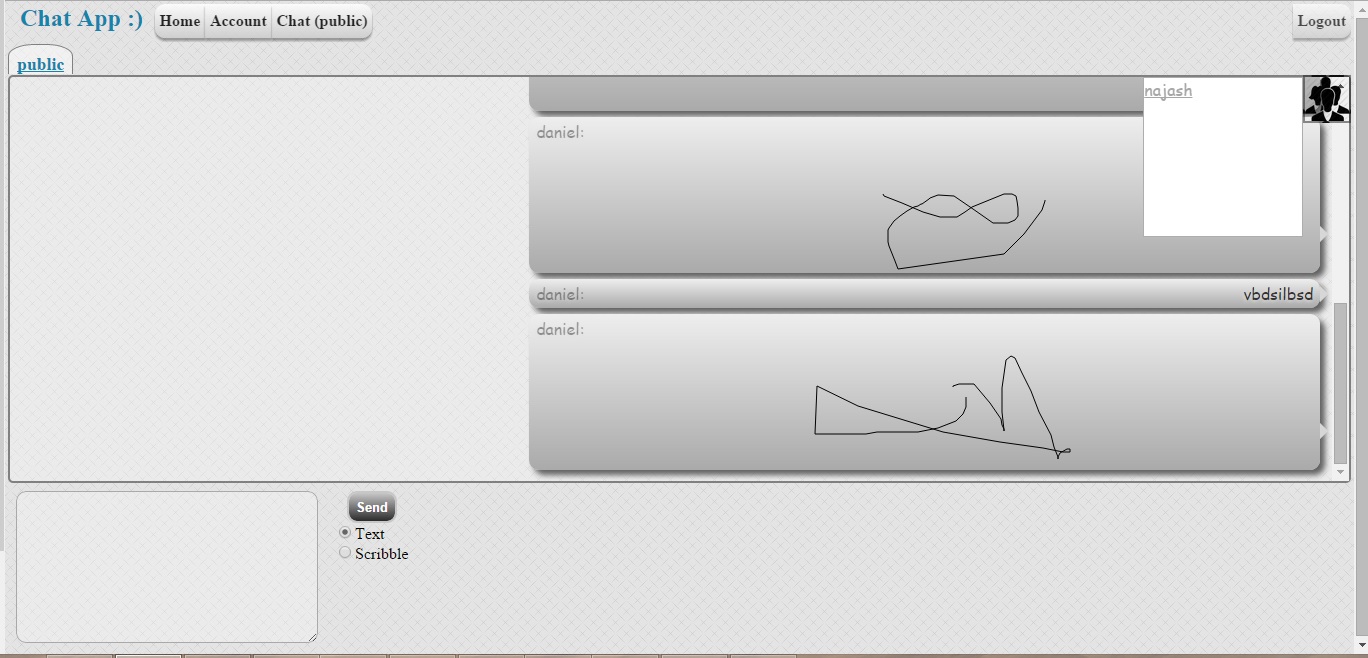 Chat App :)
Home Account Chat (public)
Logout
public
najash
daniel:
daniel:
vbdsilbsd
daniel:
Send
Text
Scribble